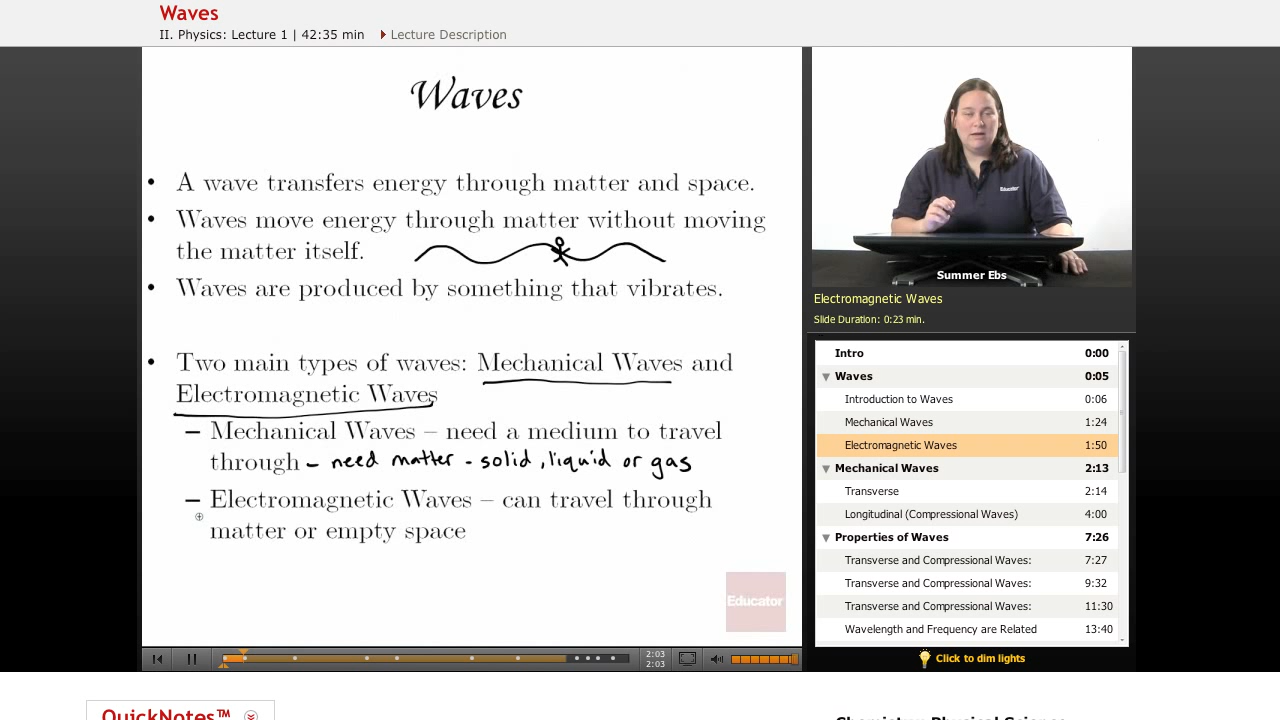 Waves
II. Physics: Lecture 1 | 42:35 min
Lecture Description
Waves
• A wave transfers energy through matter and space.
• Waves move energy through matter without moving
the matter itself.
• Waves are produced by something that vibrates.
• Two main types of waves: Mechanical Waves and
Electromagnetic Waves
– Mechanical Waves – need a medium to travel
through - need matter - solid, liquid or gas
– Electromagnetic Waves – can travel through
matter or empty space
Educator
Educator
Summer Ebs
Electromagnetic Waves
Slide Duration: 0:23 min.
Intro 0:00
Waves 0:05
Introduction to Waves 0:06
Mechanical Waves 1:24
Electromagnetic Waves 1:50
Mechanical Waves 2:13
Transverse 2:14
Longitudinal (Compressional Waves) 4:00
Properties of Waves 7:26
Transverse and Compressional Waves: 7:27
Transverse and Compressional Waves: 9:32
Transverse and Compressional Waves: 11:30
Wavelength and Frequency are Related 13:40
2:03
2:03
Click to dim lights
QuickNotes™
Chemistry: Physical Science